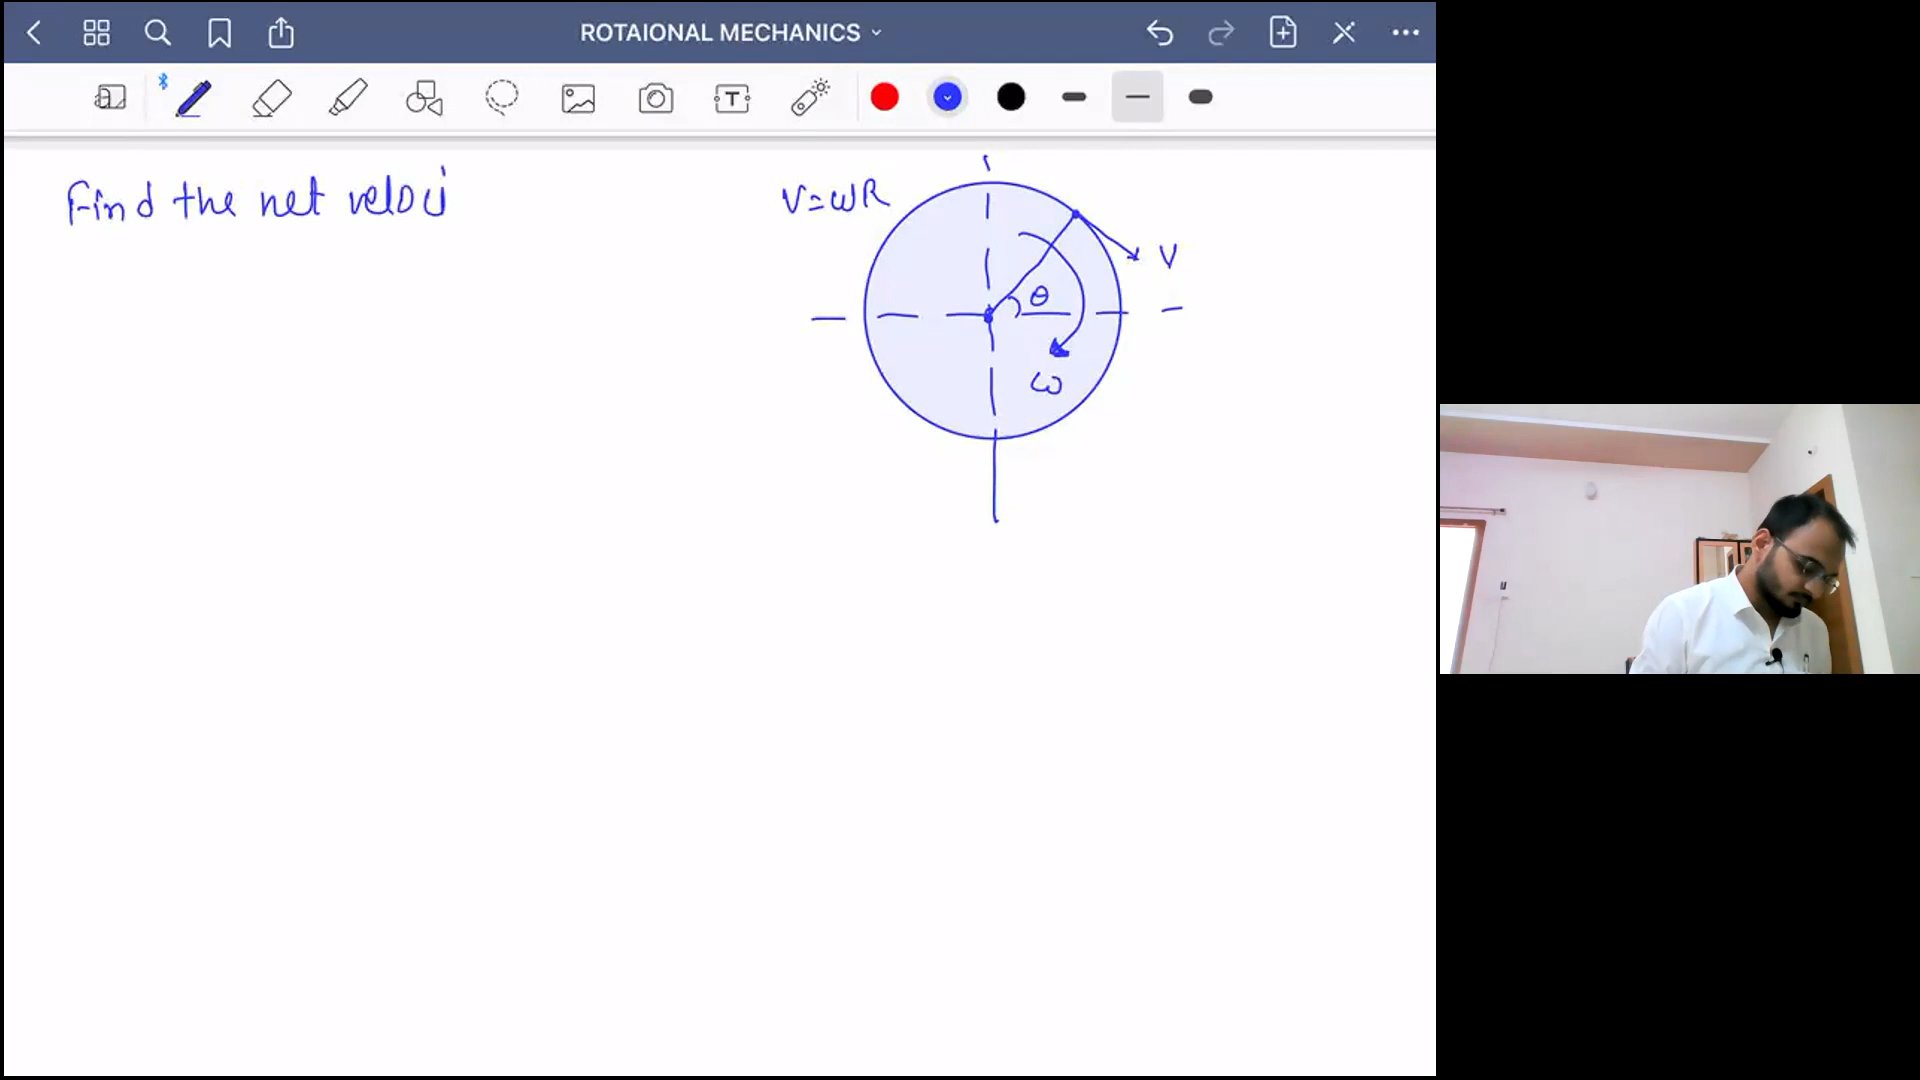 ROTAIONAL MECHANICS
T
Find the net veloci
V=ωR
V
θ
ω